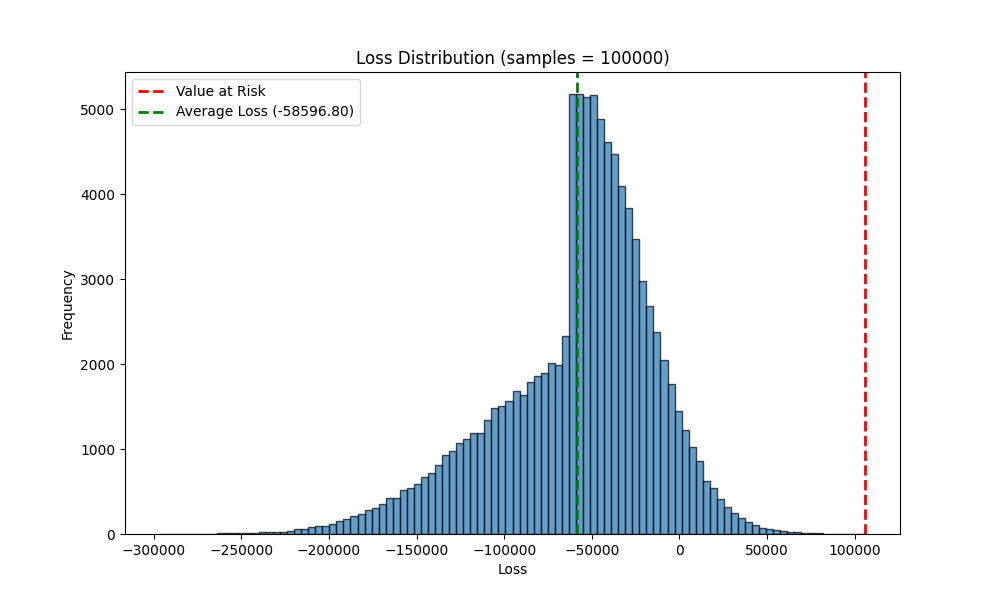 Loss Distribution (samples = 100000)
Value at Risk
Average Loss (-58596.80)
Frequency
5000
4000
3000
2000
1000
0
−300000 −250000 −200000 −150000 −100000 −50000 0 50000 100000
Loss